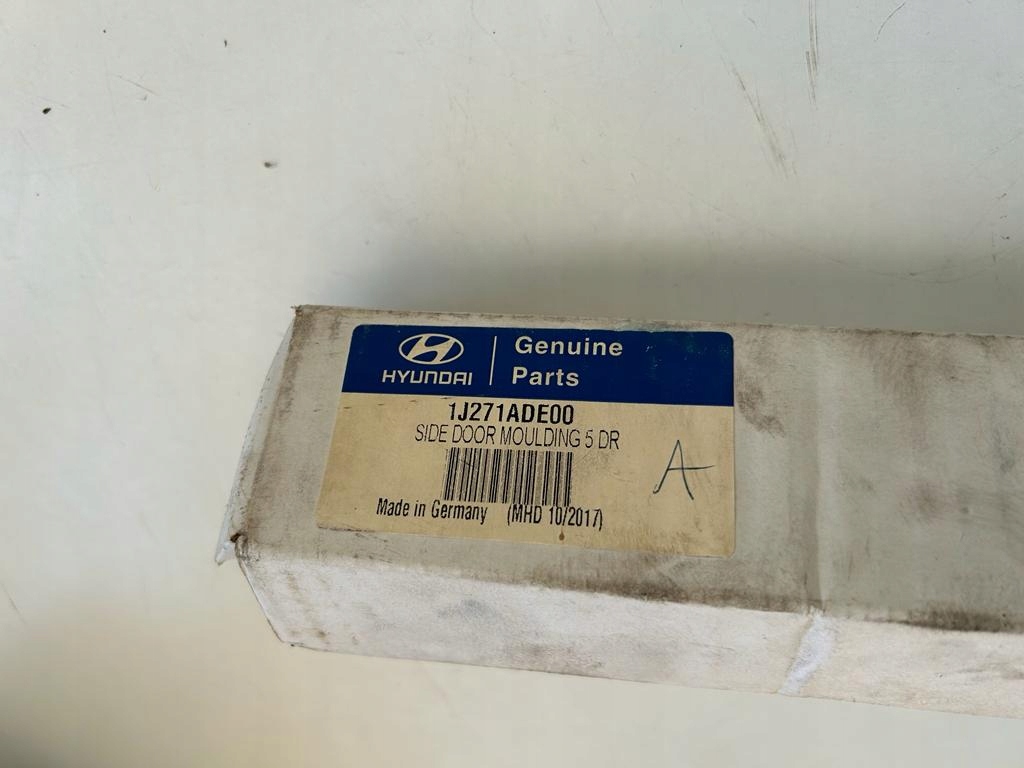 HYUNDAI
Genuine
Parts
1J271ADE00
SIDE DOOR MOULDING 5 DR
A
Made in Germany (MHD 10/2017)